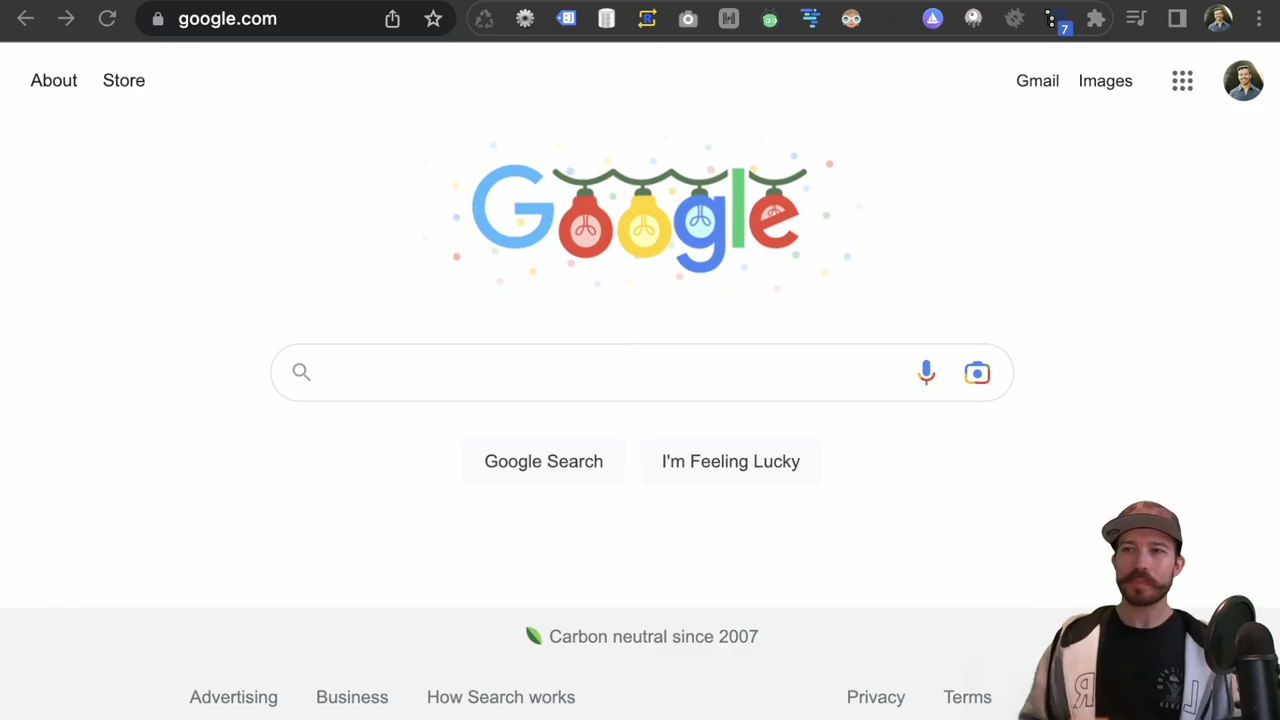 google.com
7
About Store Gmail Images
Google
Google Search I'm Feeling Lucky
Carbon neutral since 2007
Advertising Business How Search works Privacy Terms